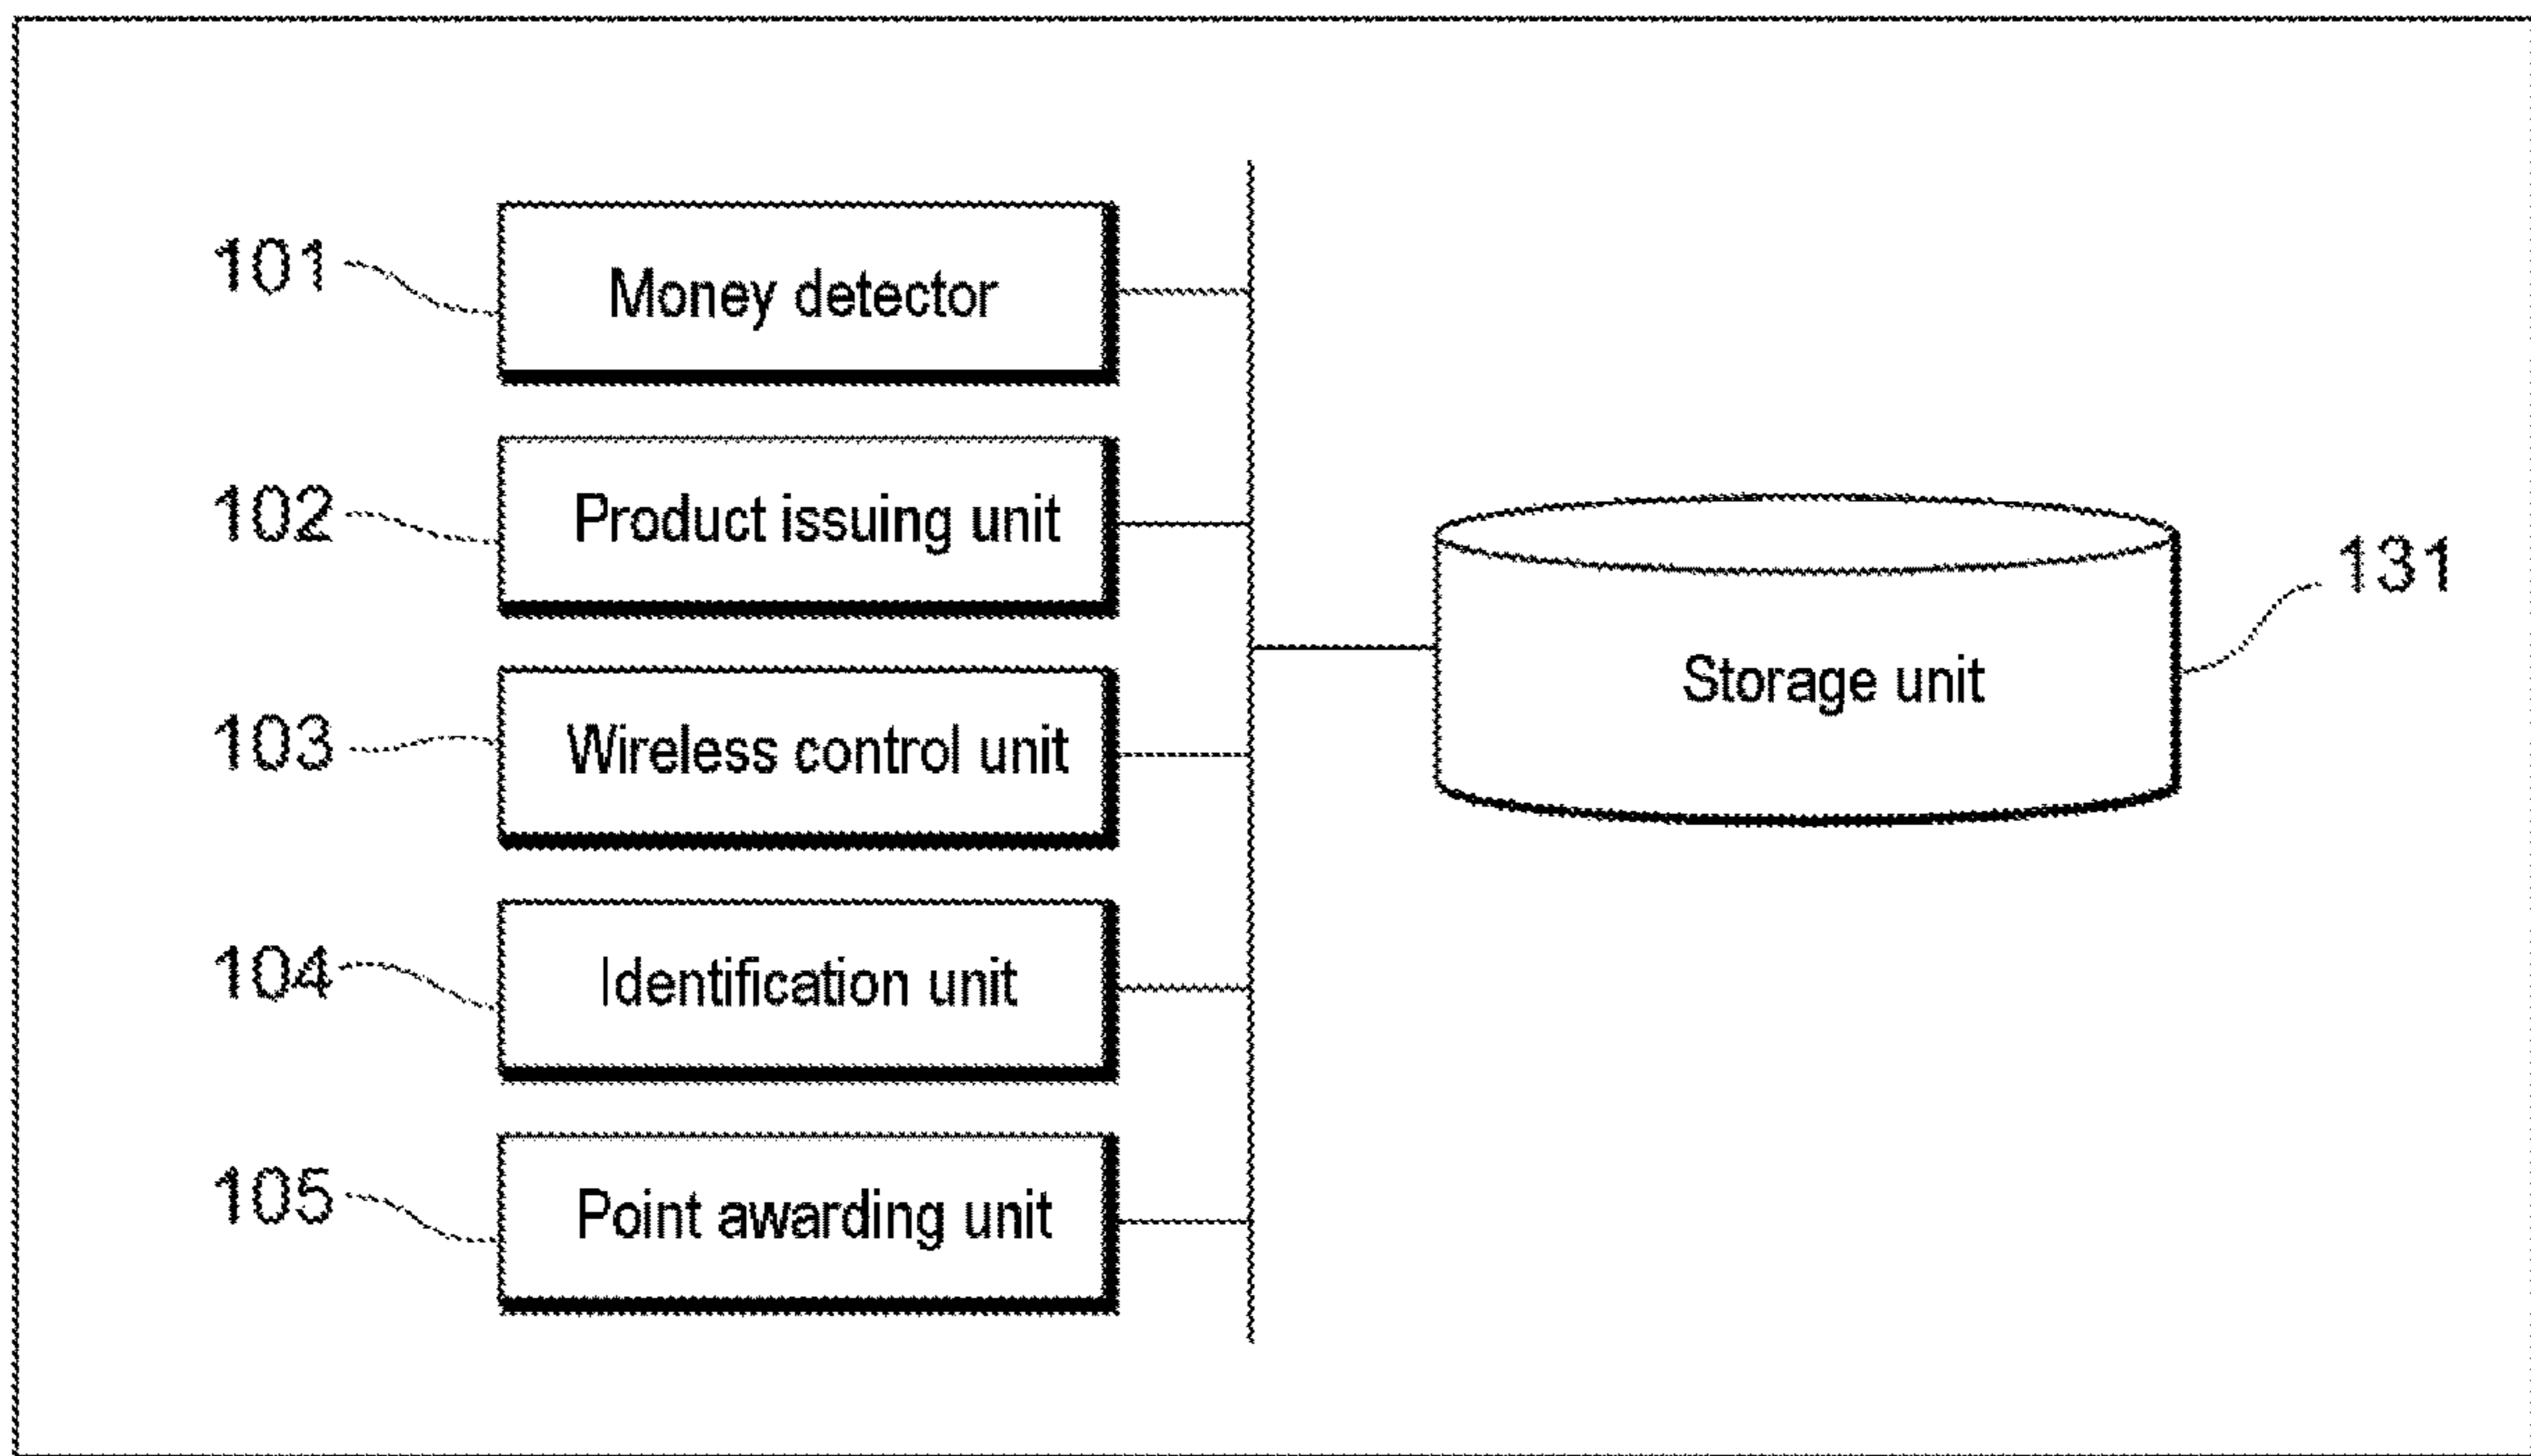 101
Money detector
102
Product issuing unit
131
Storage unit
103
Wireless control unit
104
Identification unit
105
Point awarding unit